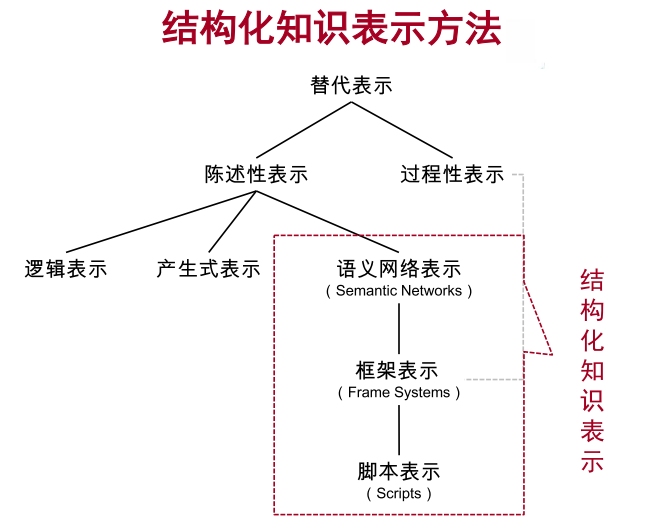 结构化知识表示方法
替代表示
陈述性表示
过程性表示
逻辑表示
产生式表示
语义网络表示
（Semantic Networks）
框架表示
（Frame Systems）
脚本表示
（Scripts）
结构化知识表示